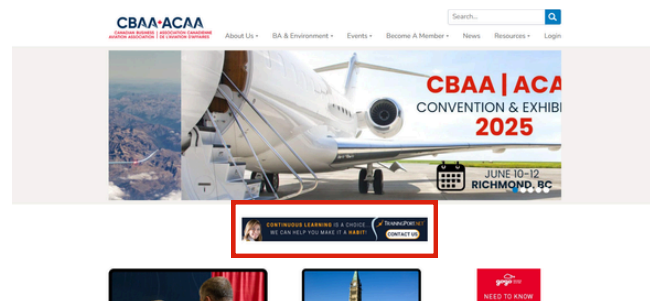 Search...
CBAA•ACAA
CANADIAN BUSINESS | ASSOCIATION CANADIENNE
AVIATION ASSOCIATION | DE L'AVIATION D'AFFAIRES
About Us
BA & Environment
Events
Become A Member
News
Resources
Login
CBAA | ACA
CONVENTION & EXHIBI
2025
JUNE 10-12
RICHMOND, BC
CONTINUOUS LEARNING IS A CHOICE.
WE CAN HELP YOU MAKE IT A HABIT!
TRAININGPORT.NET
CONTACT US
gogo
NEED TO KNOW